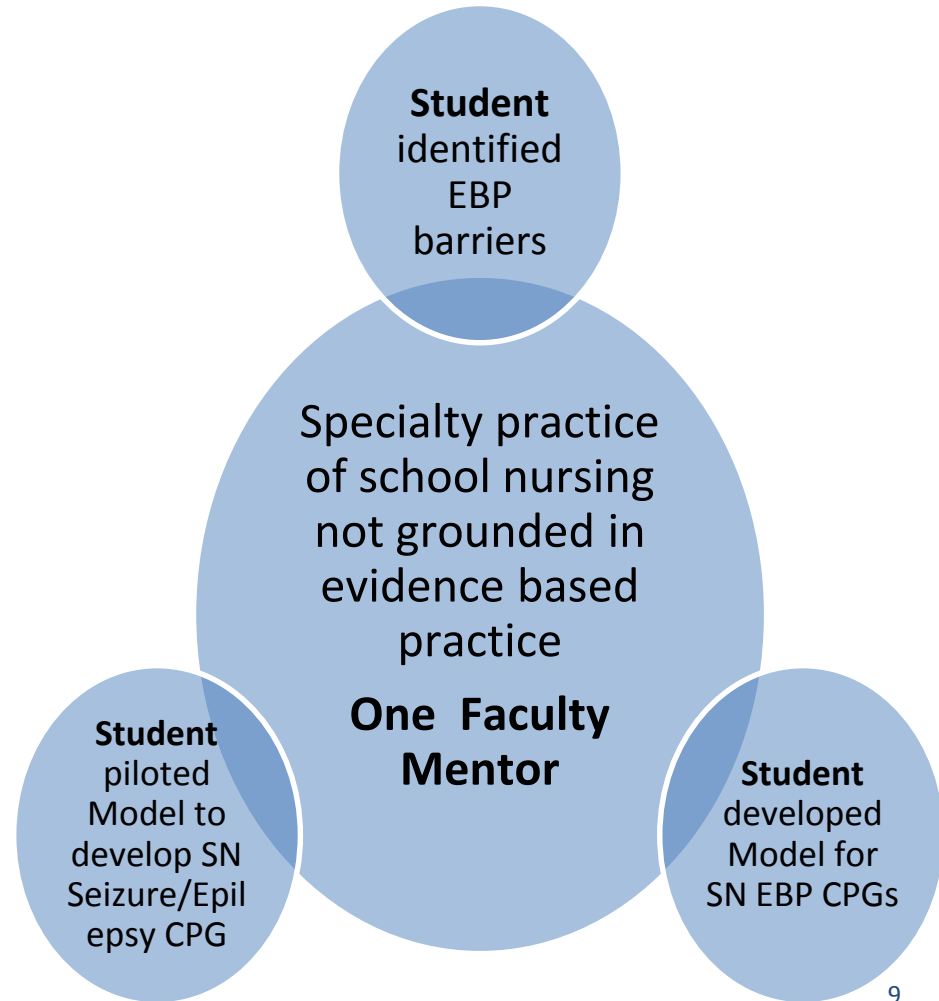 Student
identified
EBP
barriers
Specialty practice
of school nursing
not grounded in
evidence based
practice
One Faculty
Mentor
Student
piloted
Model to
develop SN
Seizure/Epil
epsy CPG
Student
developed
Model for
SN EBP CPGs
9